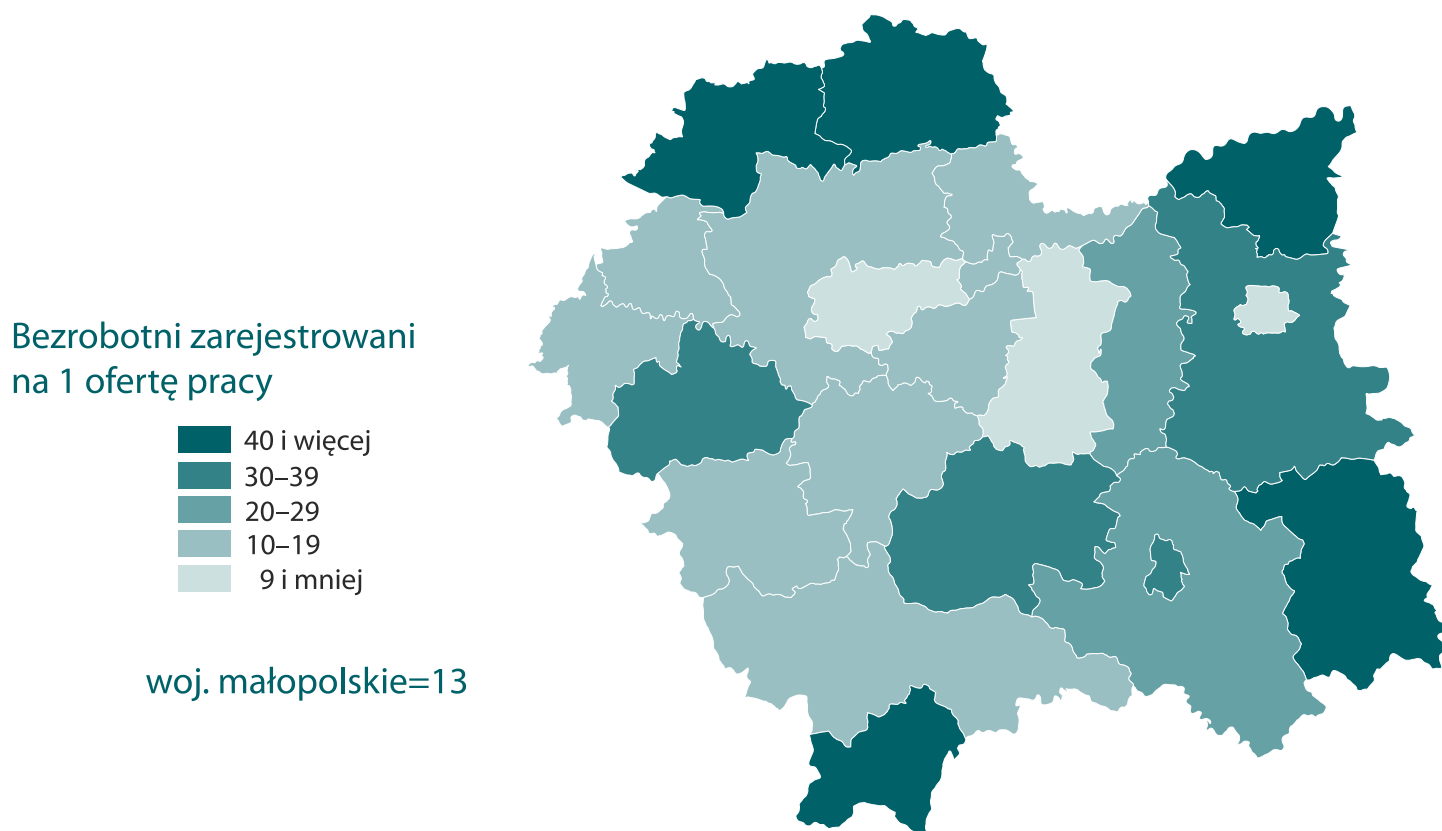 Bezrobotni zarejestrowani
na 1 ofertę pracy
40 i więcej
30–39
20–29
10–19
9 i mniej
woj. małopolskie=13